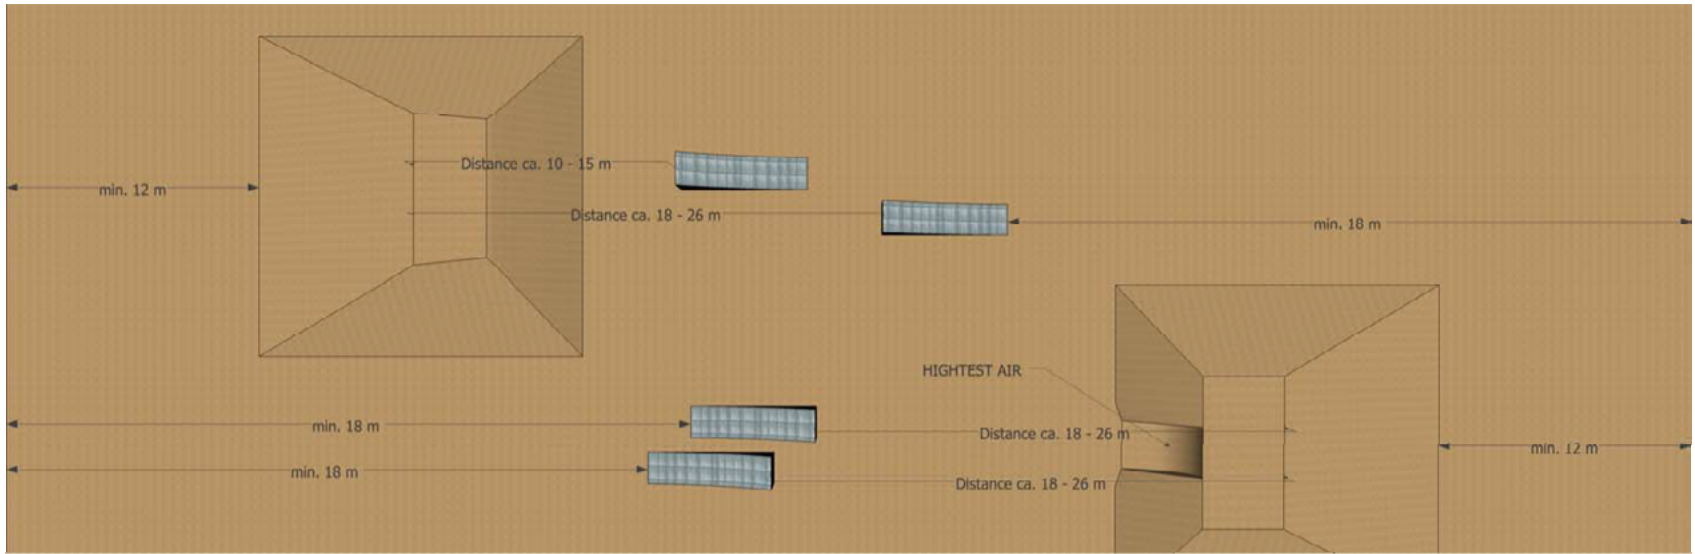 Distance ca. 10 - 15 m
min. 12 m
Distance ca. 18 - 26 m
min. 18 m
HIGHTEST AIR
min. 18 m
Distance ca. 18 - 26 m
min. 12 m
min. 18 m
Distance ca. 18 - 26 m